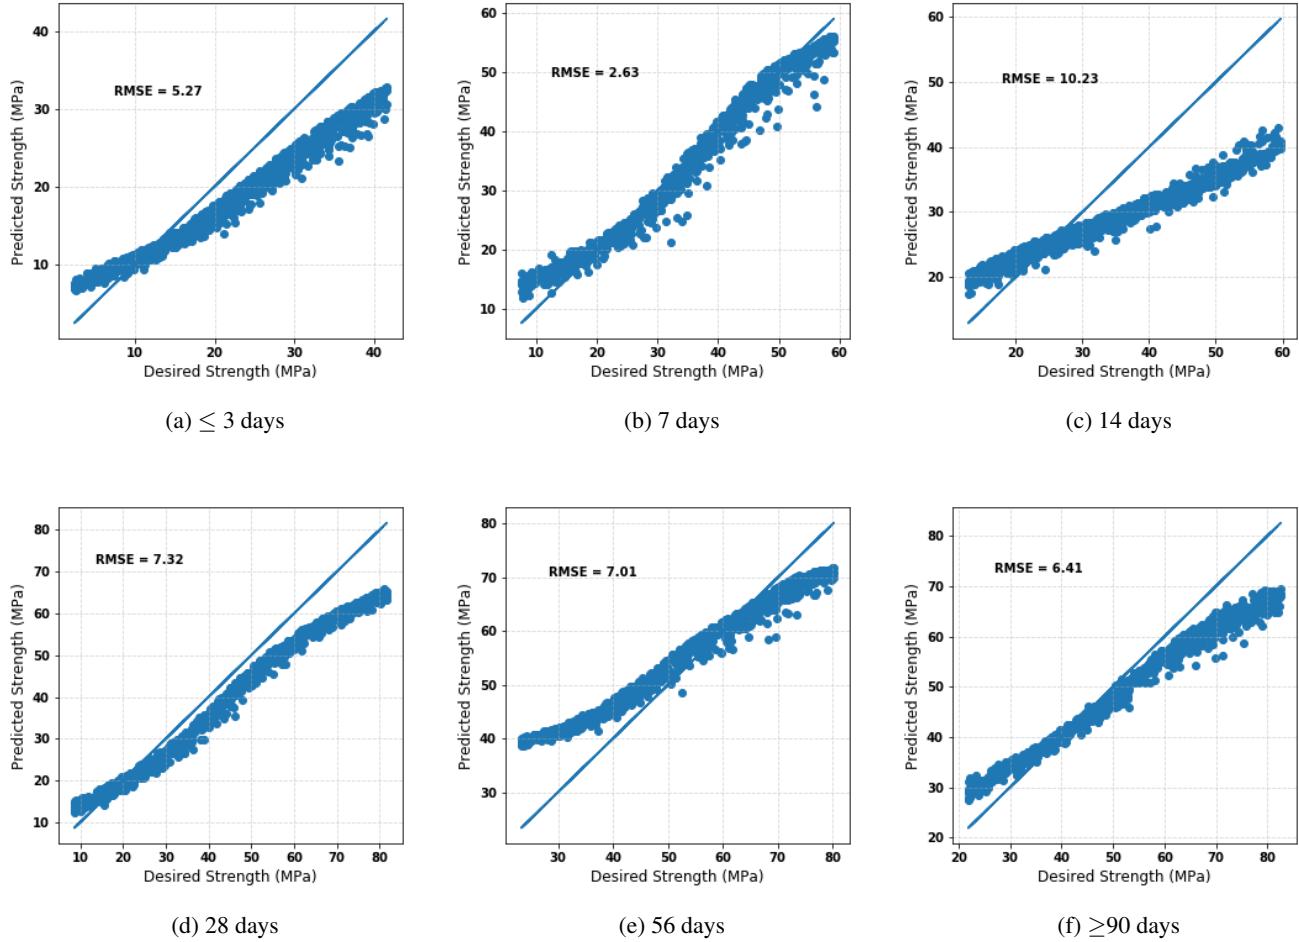 40
30
20
10
Predicted Strength (MPa)
RMSE = 5.27
10 20 30 40
Desired Strength (MPa)
(a) ≤ 3 days
60
50
40
30
20
10
Predicted Strength (MPa)
RMSE = 2.63
10 20 30 40 50 60
Desired Strength (MPa)
(b) 7 days
60
50
40
30
20
Predicted Strength (MPa)
RMSE = 10.23
20 30 40 50 60
Desired Strength (MPa)
(c) 14 days
80
70
60
50
40
30
20
10
Predicted Strength (MPa)
RMSE = 7.32
10 20 30 40 50 60 70 80
Desired Strength (MPa)
(d) 28 days
80
70
60
50
40
30
Predicted Strength (MPa)
RMSE = 7.01
30 40 50 60 70 80
Desired Strength (MPa)
(e) 56 days
80
70
60
50
40
30
20
Predicted Strength (MPa)
RMSE = 6.41
20 30 40 50 60 70 80
Desired Strength (MPa)
(f) ≥90 days